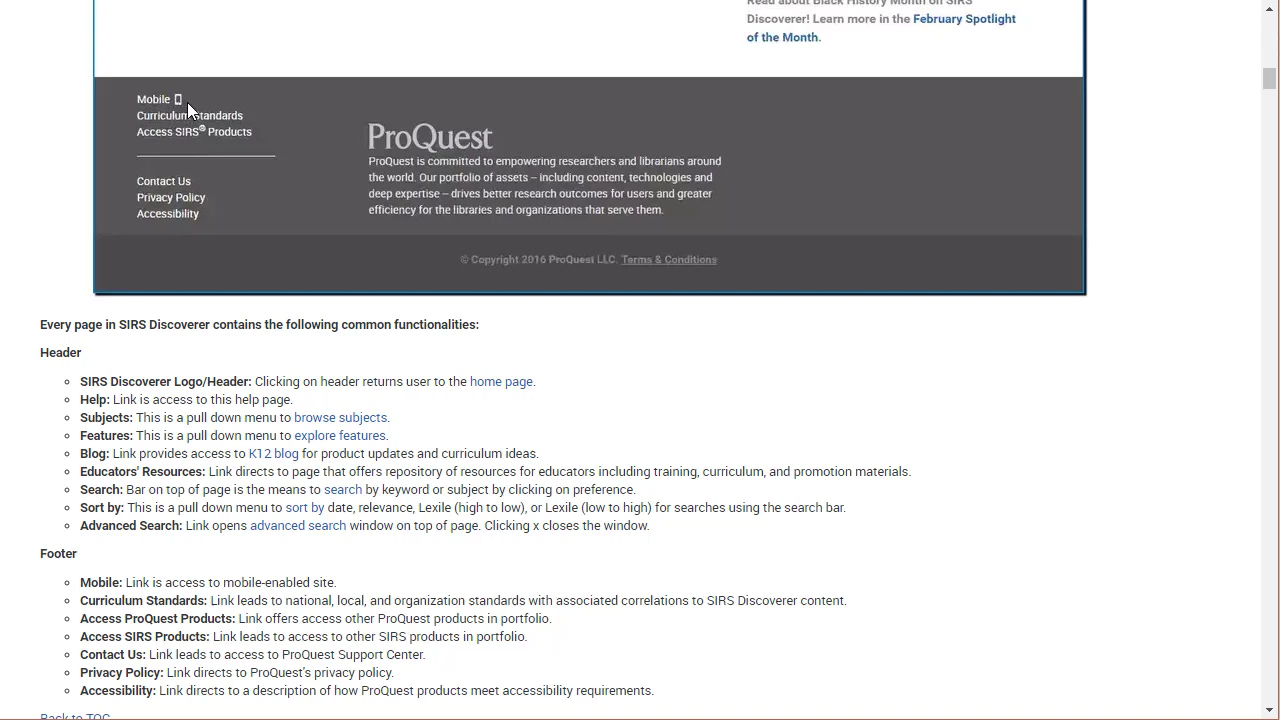 Read about Black History Month on SIRS
Discoverer! Learn more in the February Spotlight
of the Month.
Mobile
Curriculum Standards
Access SIRS® Products
Contact Us
Privacy Policy
Accessibility
ProQuest
ProQuest is committed to empowering researchers and librarians around
the world. Our portfolio of assets – including content, technologies and
deep expertise – drives better research outcomes for users and greater
efficiency for the libraries and organizations that serve them.
© Copyright 2016 ProQuest LLC. Terms & Conditions
Every page in SIRS Discoverer contains the following common functionalities:
Header
SIRS Discoverer Logo/Header: Clicking on header returns user to the home page.
Help: Link is access to this help page.
Subjects: This is a pull down menu to browse subjects.
Features: This is a pull down menu to explore features.
Blog: Link provides access to K12 blog for product updates and curriculum ideas.
Educators' Resources: Link directs to page that offers repository of resources for educators including training, curriculum, and promotion materials.
Search: Bar on top of page is the means to search by keyword or subject by clicking on preference.
Sort by: This is a pull down menu to sort by date, relevance, Lexile (high to low), or Lexile (low to high) for searches using the search bar.
Advanced Search: Link opens advanced search window on top of page. Clicking x closes the window.
Footer
Mobile: Link is access to mobile-enabled site.
Curriculum Standards: Link leads to national, local, and organization standards with associated correlations to SIRS Discoverer content.
Access ProQuest Products: Link offers access other ProQuest products in portfolio.
Access SIRS Products: Link leads to access to other SIRS products in portfolio.
Contact Us: Link leads to access to ProQuest Support Center.
Privacy Policy: Link directs to ProQuest's privacy policy.
Accessibility: Link directs to a description of how ProQuest products meet accessibility requirements.
Back to TOC